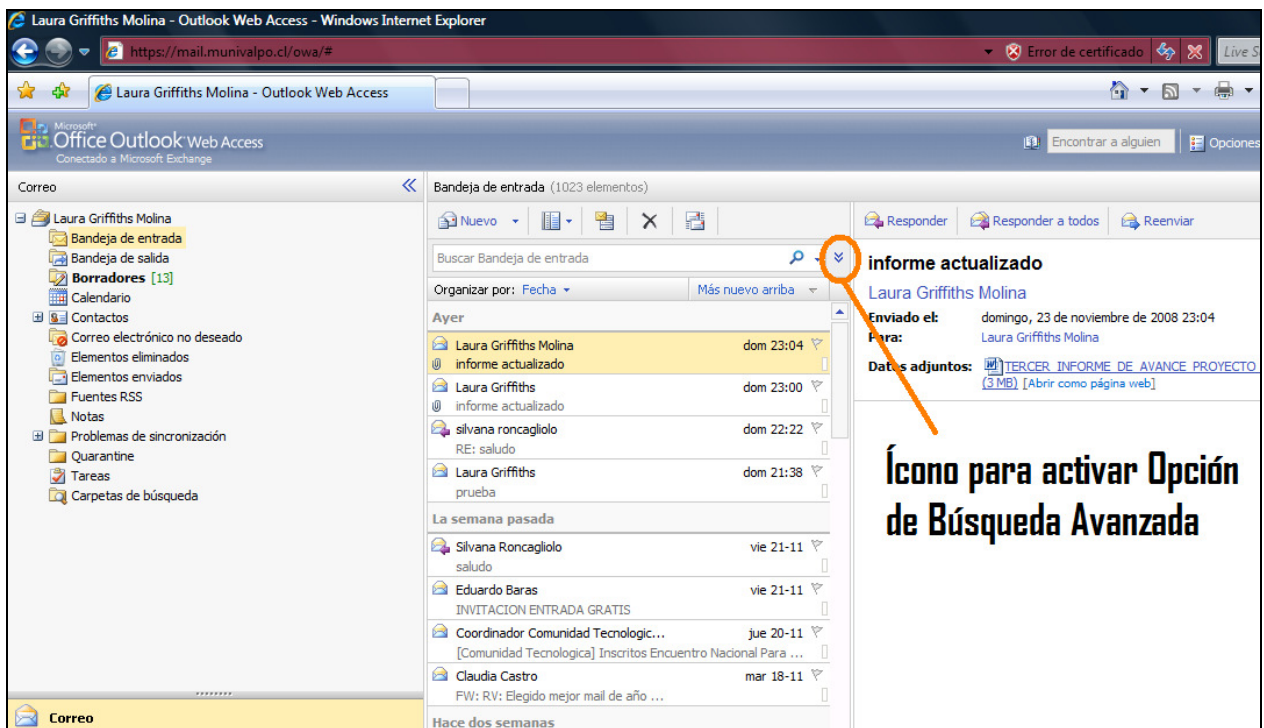 Laura Griffiths Molina - Outlook Web Access - Windows Internet Explorer
https://mail.munivalpo.cl/owa/#
Error de certificado
Live S
Laura Griffiths Molina - Outlook Web Access
Microsoft
Office Outlook Web Access
Conectado a Microsoft Exchange
Encontrar a alguien
Opciones
Correo
Laura Griffiths Molina
Bandeja de entrada
Bandeja de salida
Borradores [13]
Calendario
Contactos
Correo electrónico no deseado
Elementos eliminados
Elementos enviados
Fuentes RSS
Notas
Problemas de sincronización
Quarantine
Tareas
Carpetas de búsqueda
Correo
Bandeja de entrada (1023 elementos)
Nuevo
Buscar Bandeja de entrada
Organizar por: Fecha Más nuevo arriba
Ayer
Laura Griffiths Molina dom 23:04
informe actualizado
Laura Griffiths dom 23:00
informe actualizado
silvana roncagliolo dom 22:22
RE: saludo
Laura Griffiths dom 21:38
prueba
La semana pasada
Silvana Roncagliolo vie 21-11
saludo
Eduardo Baras vie 21-11
INVITACION ENTRADA GRATIS
Coordinador Comunidad Tecnologic... jue 20-11
[Comunidad Tecnologica] Inscritos Encuentro Nacional Para ...
Claudia Castro mar 18-11
FW: RV: Elegido mejor mail de año ...
Hace dos semanas
Responder Responder a todos Reenviar
informe actualizado
Laura Griffiths Molina
Enviado el: domingo, 23 de noviembre de 2008 23:04
Para: Laura Griffiths Molina
Datos adjuntos: TERCER INFORME DE AVANCE PROYECTO
(3 MB) [Abrir como página web]
Ícono para activar Opción
de Búsqueda Avanzada